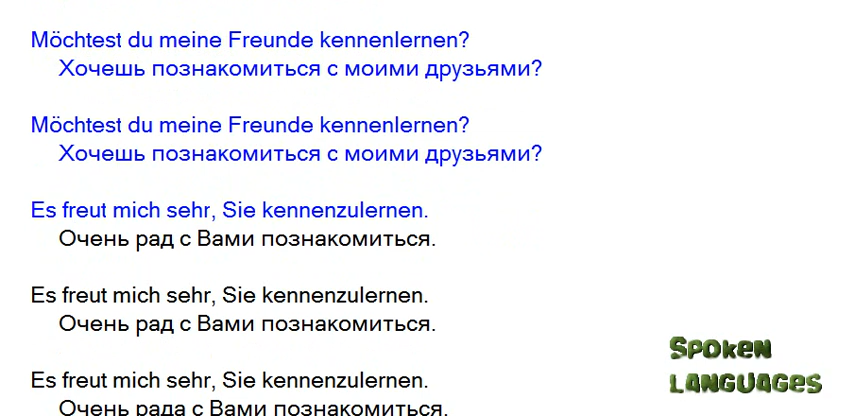 Möchtest du meine Freunde kennenlernen?
Хочешь познакомиться с моими друзьями?
Möchtest du meine Freunde kennenlernen?
Хочешь познакомиться с моими друзьями?
Es freut mich sehr, Sie kennenzulernen.
Очень рад с Вами познакомиться.
Es freut mich sehr, Sie kennenzulernen.
Очень рад с Вами познакомиться.
Es freut mich sehr, Sie kennenzulernen.
Очень рада с Вами познакомиться.
SPOKEN
LANGUAGES